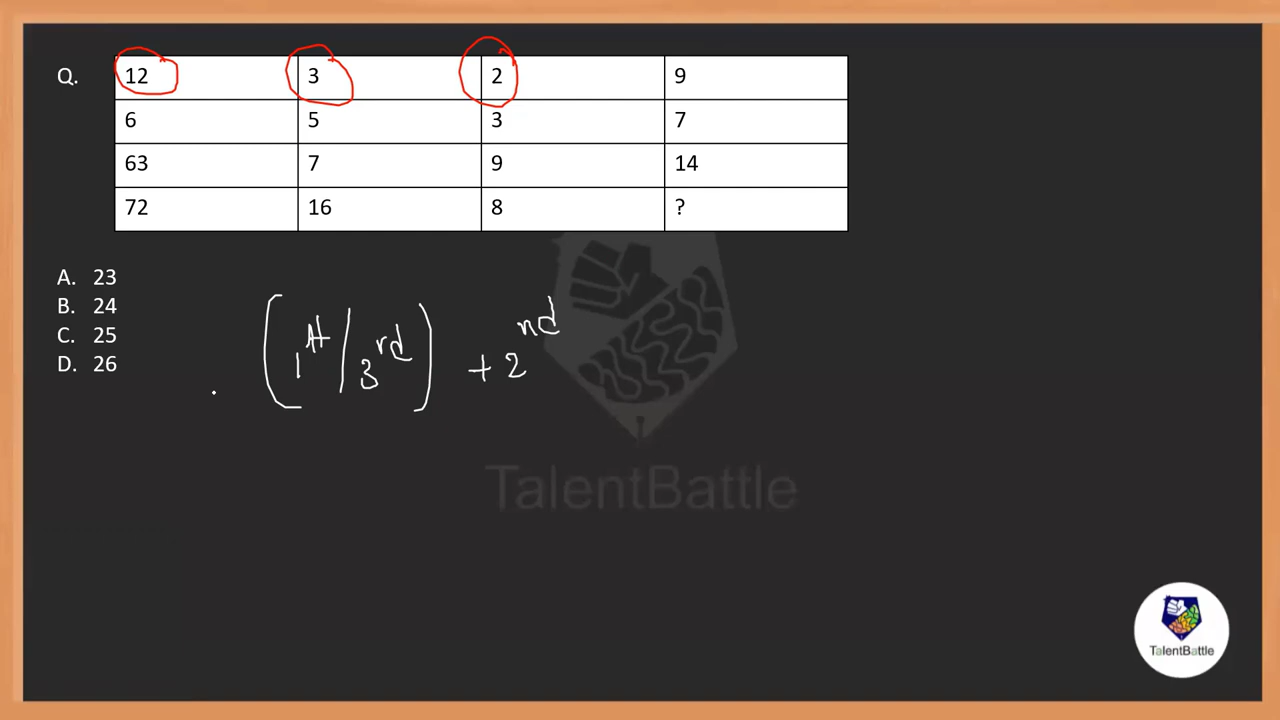 Q. 12 3 2 9
6 5 3 7
63 7 9 14
72 16 8 ?
A. 23
B. 24
C. 25
D. 26
(1st / 3rd) + 2nd
TalentBattle
TalentBattle